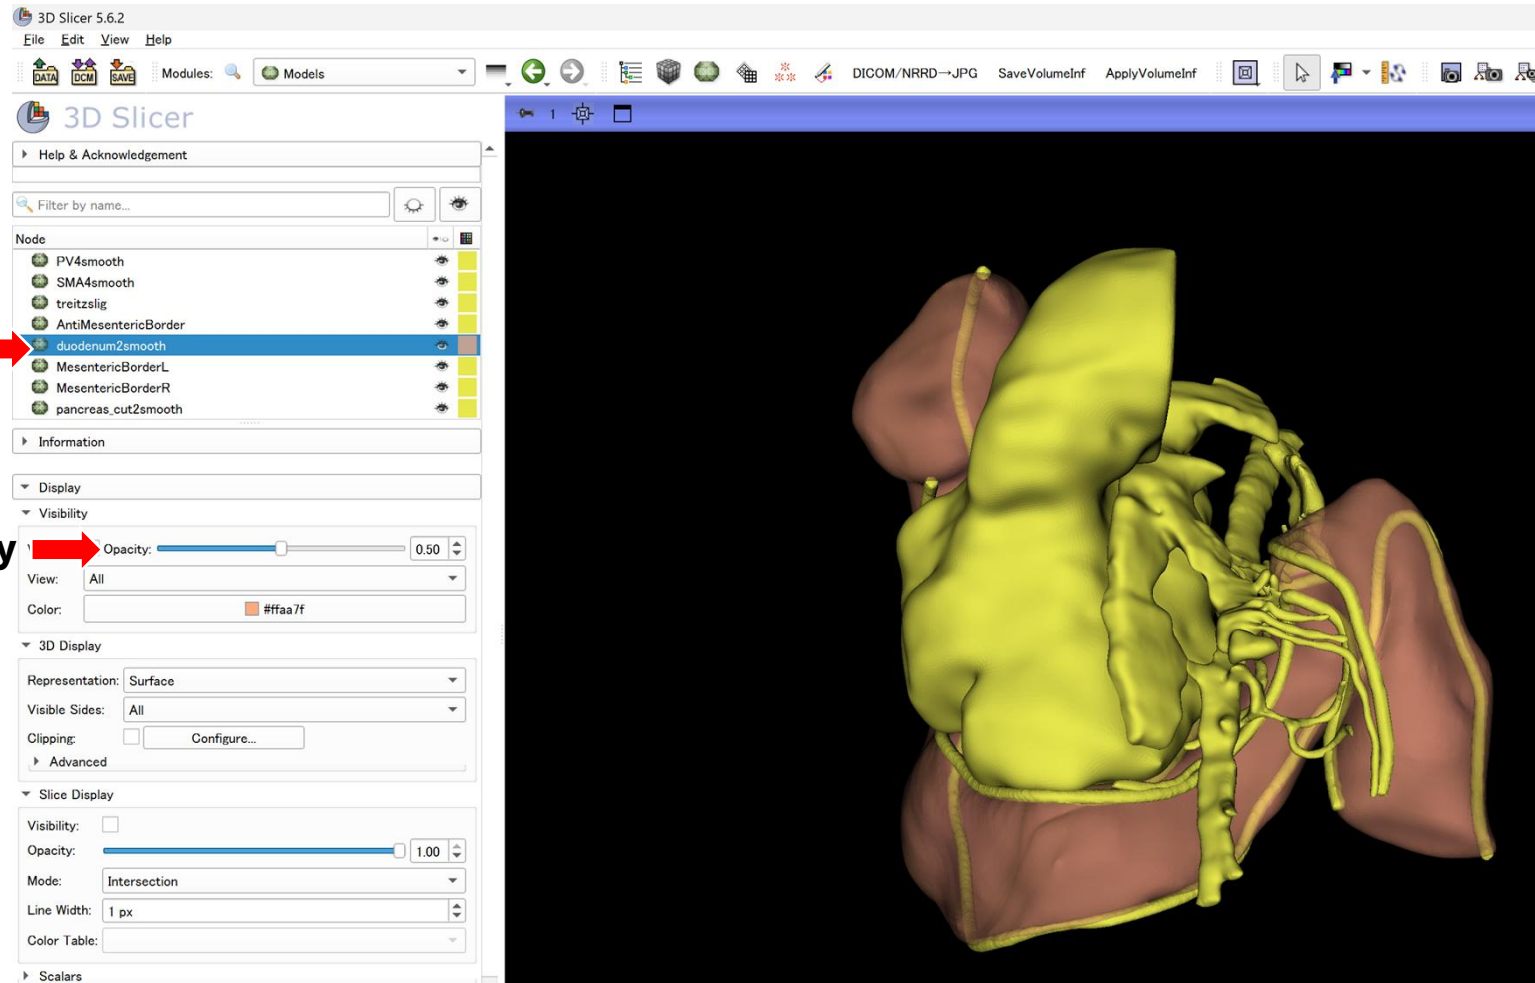 3D Slicer 5.6.2
File Edit View Help
DATA DCM SAVE Modules: Models DICOM/NRRD→JPG SaveVolumeInf ApplyVolumeInf
3D Slicer
1
Help & Acknowledgement
Filter by name...
Node
PV4smooth
SMA4smooth
treitzslig
AntiMesentericBorder
duodenum2smooth
MesentericBorderL
MesentericBorderR
pancreas_cut2smooth
Information
Display
Visibility
y Opacity: 0.50
View: All
Color: #ffaa7f
3D Display
Representation: Surface
Visible Sides: All
Clipping: Configure...
Advanced
Slice Display
Visibility:
Opacity: 1.00
Mode: Intersection
Line Width: 1 px
Color Table:
Scalars